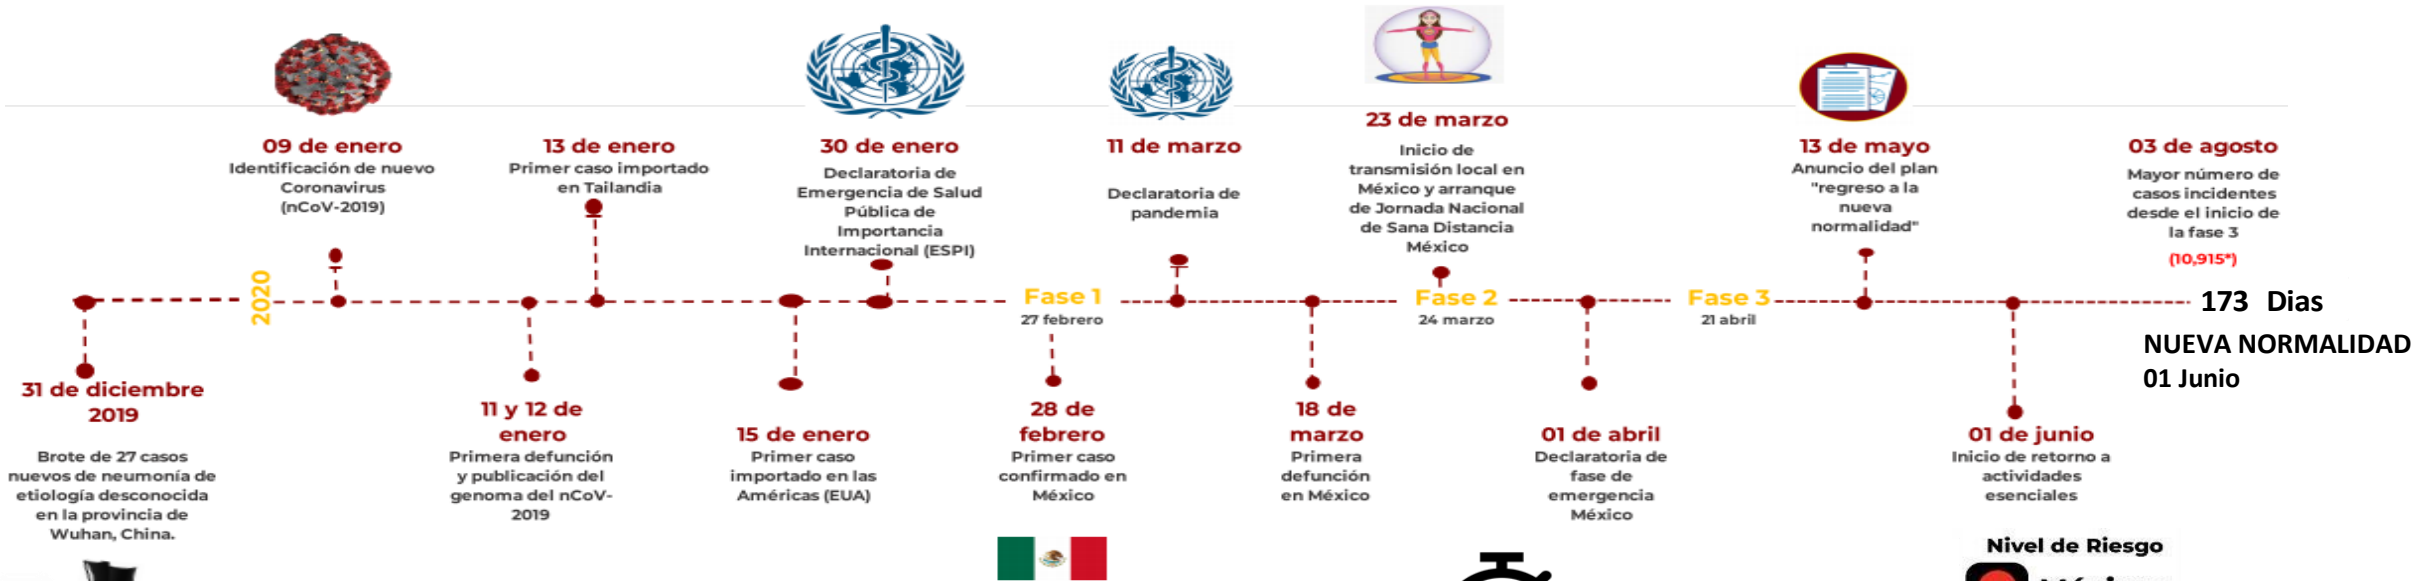 09 de enero
Identificación de nuevo
Coronavirus
(nCoV-2019)
13 de enero
Primer caso importado
en Tailandia
30 de enero
Declaratoria de
Emergencia de Salud
Pública de
Importancia
Internacional (ESPI)
11 de marzo
Declaratoria de
pandemia
23 de marzo
Inicio de
transmisión local en
México y arranque
de Jornada Nacional
de Sana Distancia
México
13 de mayo
Anuncio del plan
"regreso a la
nueva
normalidad"
03 de agosto
Mayor número de
casos incidentes
desde el inicio de
la fase 3
(10,915*)
2020
Fase 1
27 febrero
Fase 2
24 marzo
Fase 3
21 abril
173 Dias
NUEVA NORMALIDAD
01 Junio
31 de diciembre
2019
Brote de 27 casos
nuevos de neumonía de
etiología desconocida
en la provincia de
Wuhan, China.
11 y 12 de
enero
Primera defunción
y publicación del
genoma del nCoV-
2019
15 de enero
Primer caso
importado en las
Américas (EUA)
28 de
febrero
Primer caso
confirmado en
México
18 de
marzo
Primera
defunción
en México
01 de abril
Declaratoria de
fase de
emergencia
México
01 de junio
Inicio de retorno a
actividades
esenciales
Nivel de Riesgo